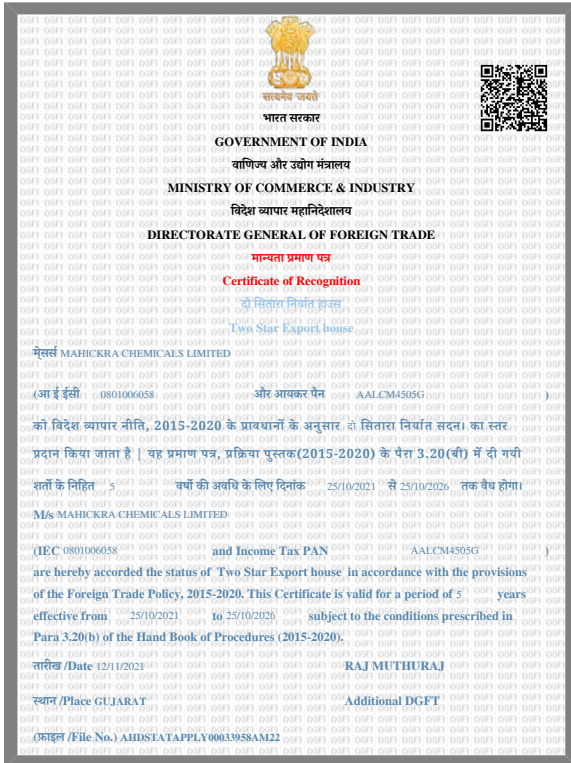 सत्यमेव जयते
भारत सरकार
GOVERNMENT OF INDIA
वाणिज्य और उद्योग मंत्रालय
MINISTRY OF COMMERCE & INDUSTRY
विदेश व्यापार महानिदेशालय
DIRECTORATE GENERAL OF FOREIGN TRADE
मान्यता प्रमाण पत्र
Certificate of Recognition
दो सितारा निर्यात हाउस
Two Star Export house
मेसर्स MAHICKRA CHEMICALS LIMITED
(आ ई ईसी 0801006058 और आयकर पैन AALCM4505G )
को विदेश व्यापार नीति, 2015-2020 के प्रावधानों के अनुसार दो सितारा निर्यात सदन। का स्तर
प्रदान किया जाता है | यह प्रमाण पत्र, प्रक्रिया पुस्तक(2015-2020) के पैरा 3.20(बी) में दी गयी
शर्तो के निहित 5 वर्षो की अवधि के लिए दिनांक 25/10/2021 से 25/10/2026 तक वैध होगा।
M/s MAHICKRA CHEMICALS LIMITED
(IEC 0801006058 and Income Tax PAN AALCM4505G )
are hereby accorded the status of Two Star Export house in accordance with the provisions
of the Foreign Trade Policy, 2015-2020. This Certificate is valid for a period of 5 years
effective from 25/10/2021 to 25/10/2026 subject to the conditions prescribed in
Para 3.20(b) of the Hand Book of Procedures (2015-2020).
तारीख /Date 12/11/2021 RAJ MUTHURAJ
स्थान /Place GUJARAT Additional DGFT
(फ़ाइल /File No.) AHDSTATAPPLY00033958AM22